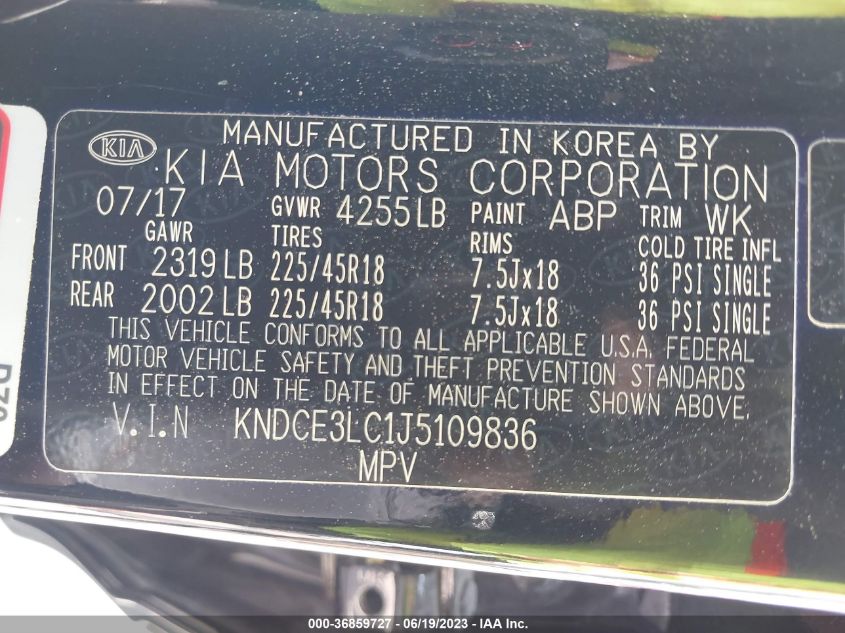 MANUFACTURED IN KOREA BY
KIA KIA MOTORS CORPORATION
07/17 GVWR 4255LB PAINT ABP TRIM WK
GAWR TIRES RIMS COLD TIRE INFL
FRONT 2319LB 225/45R18 7.5Jx18 36 PSI SINGLE
REAR 2002LB 225/45R18 7.5Jx18 36 PSI SINGLE
THIS VEHICLE CONFORMS TO ALL APPLICABLE U.S.A. FEDERAL
MOTOR VEHICLE SAFETY AND THEFT PREVENTION STANDARDS
IN EFFECT ON THE DATE OF MANUFACTURE SHOWN ABOVE.
V.I.N KNDCE3LC1J5109836
MPV
000-36859727 - 06/19/2023 - IAA Inc.